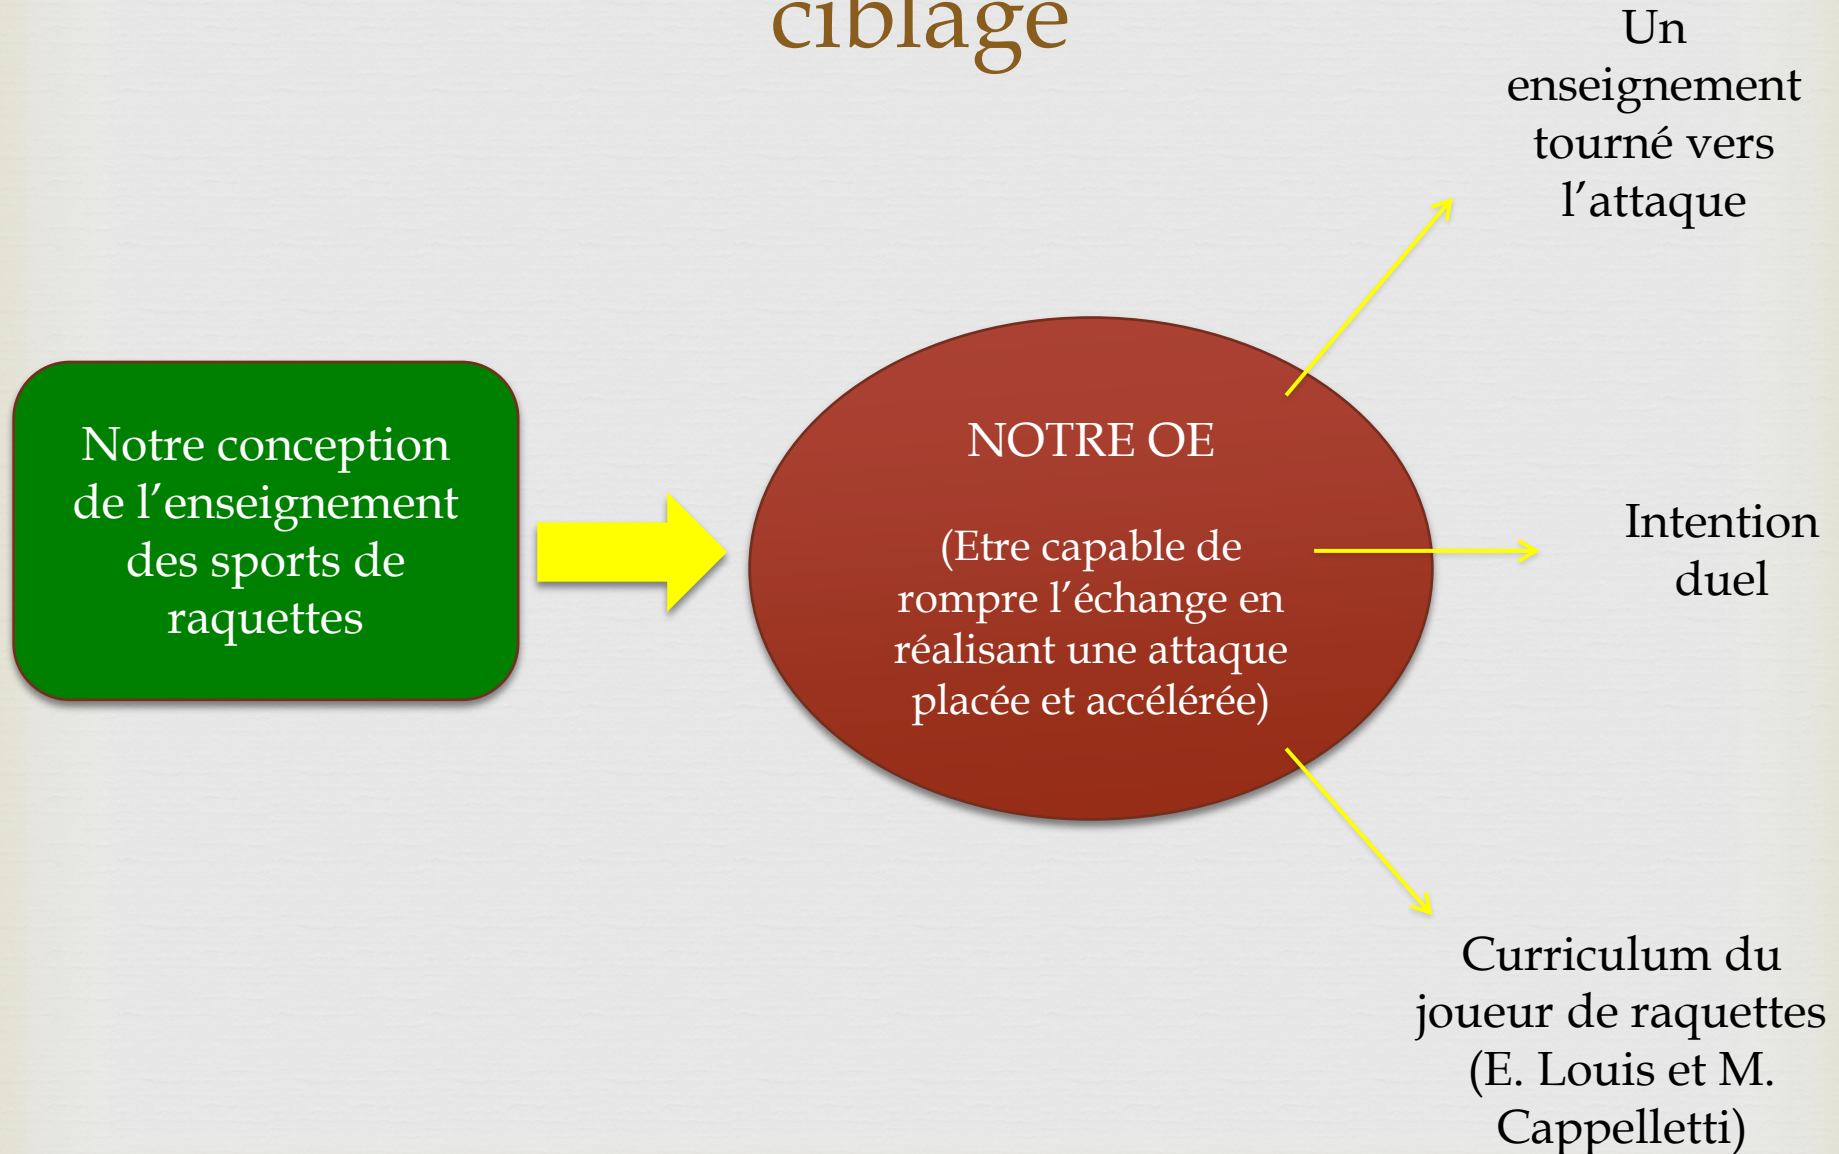 ciblage
Un
enseignement
tourné vers
l’attaque
Notre conception
de l’enseignement
des sports de
raquettes
NOTRE OE
(Etre capable de
rompre l’échange en
réalisant une attaque
placée et accélérée)
Intention
duel
Curriculum du
joueur de raquettes
(E. Louis et M.
Cappelletti)